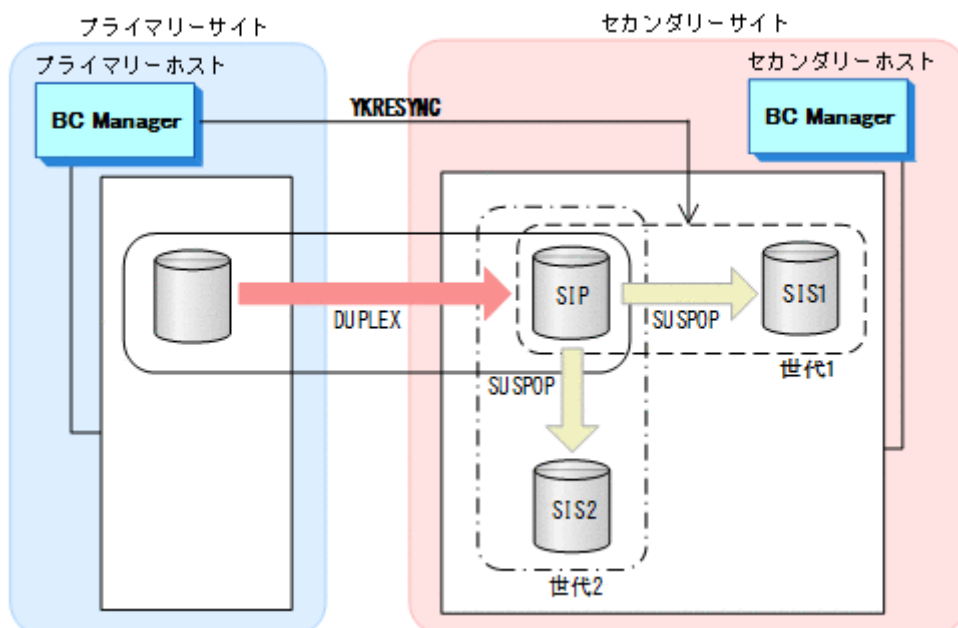 プライマリーサイト
セカンダリーサイト
プライマリーホスト
セカンダリーホスト
BC Manager
YKRESYNC
BC Manager
SIP
SIS1
DUPLEX
SUSPOP
世代1
SUSPOP
SIS2
世代2